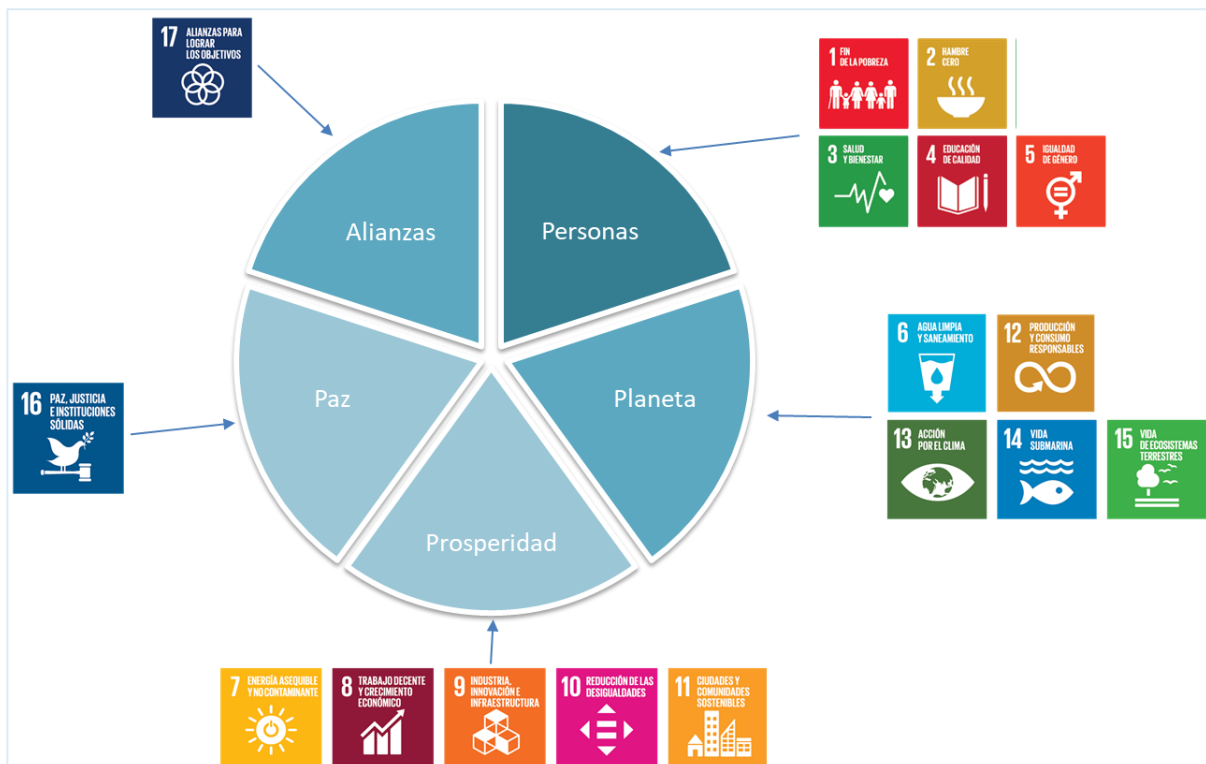 17 ALIANZAS PARA
LOGRAR
LOS OBJETIVOS
1 FIN
DE LA POBREZA
2 HAMBRE
CERO
3 SALUD
Y BIENESTAR
4 EDUCACIÓN
DE CALIDAD
5 IGUALDAD
DE GÉNERO
Alianzas
Personas
6 AGUA LIMPIA
Y SANEAMIENTO
12 PRODUCCIÓN
Y CONSUMO
RESPONSABLES
13 ACCIÓN
POR EL CLIMA
14 VIDA
SUBMARINA
15 VIDA
DE ECOSISTEMAS
TERRESTRES
Paz
Planeta
16 PAZ, JUSTICIA
E INSTITUCIONES
SÓLIDAS
Prosperidad
7 ENERGÍA ASEQUIBLE
Y NO CONTAMINANTE
8 TRABAJO DECENTE
Y CRECIMIENTO
ECONÓMICO
9 INDUSTRIA,
INNOVACIÓN E
INFRAESTRUCTURA
10 REDUCCIÓN DE LAS
DESIGUALDADES
11 CIUDADES Y
COMUNIDADES
SOSTENIBLES